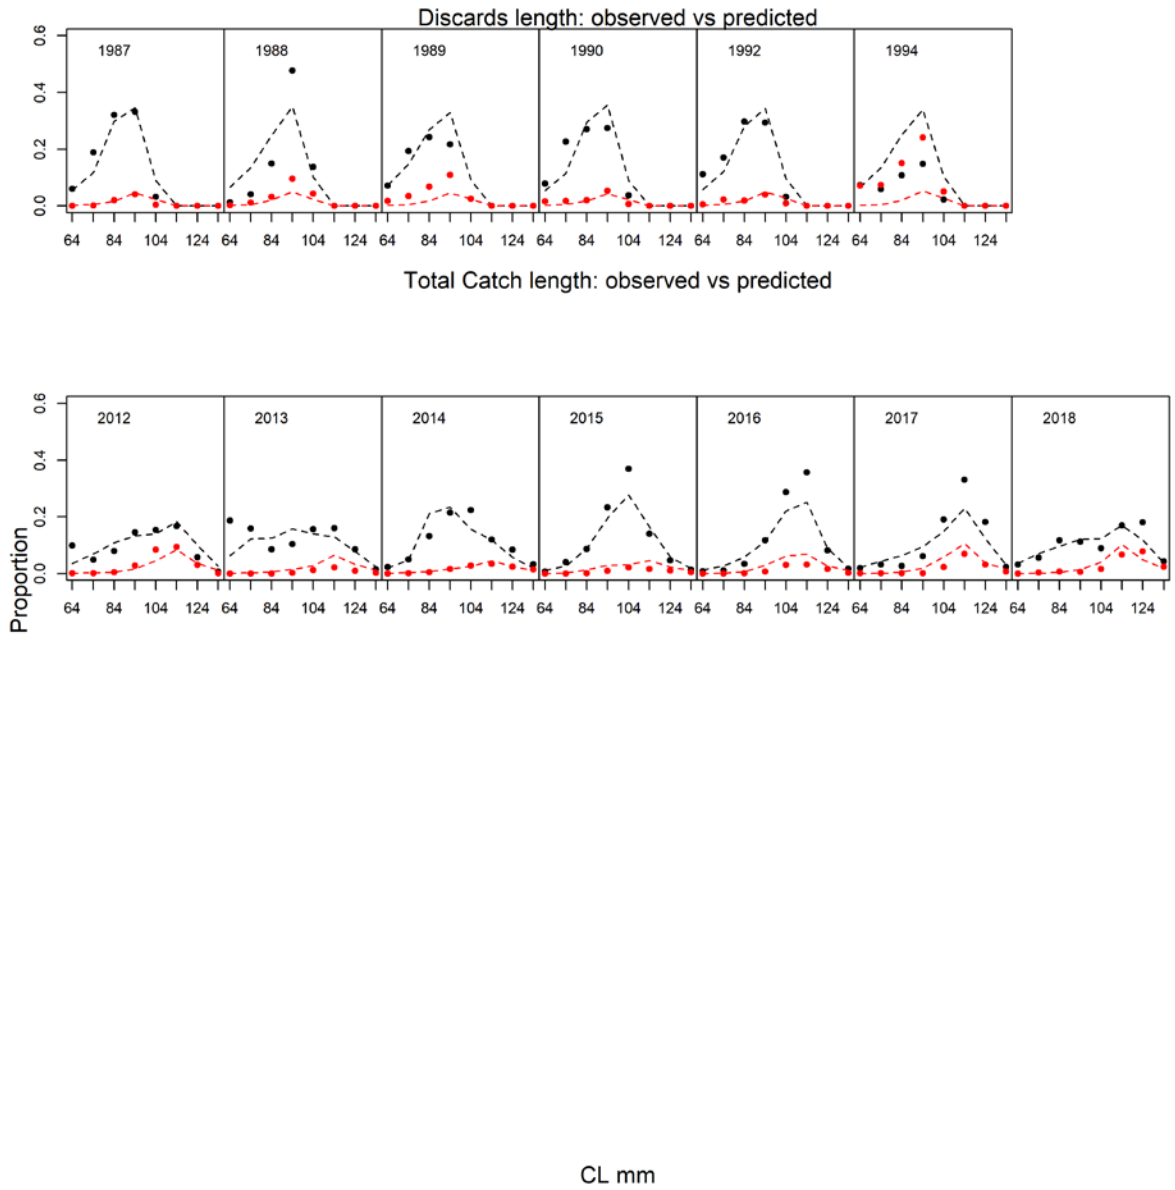 Discards length: observed vs predicted
0.6
1987 1988 1989 1990 1992 1994
0.4
0.2
0.0
64 84 104 124 64 84 104 124 64 84 104 124 64 84 104 124 64 84 104 124 64 84 104 124
Total Catch length: observed vs predicted
0.6
2012 2013 2014 2015 2016 2017 2018
0.4
0.2
0.0
64 84 104 124 64 84 104 124 64 84 104 124 64 84 104 124 64 84 104 124 64 84 104 124 64 84 104 124
Proportion
CL mm